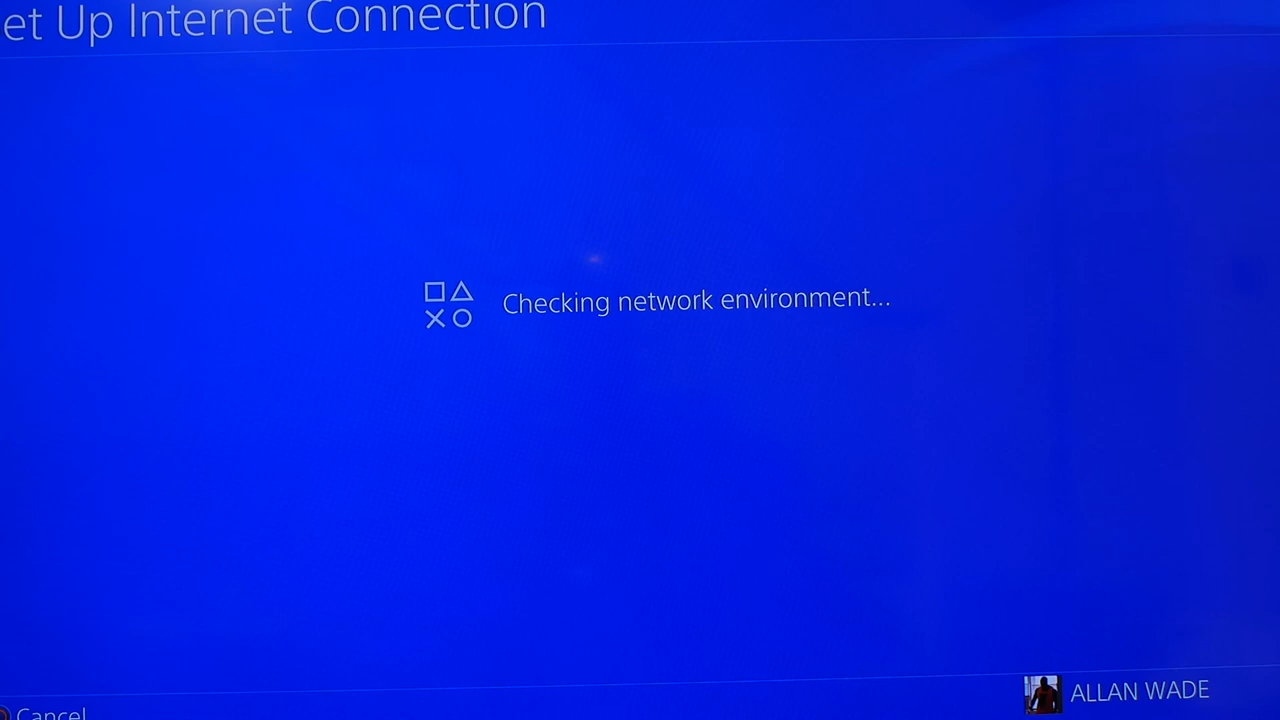 et Up Internet Connection
Checking network environment...
ALLAN WADE
Cancel